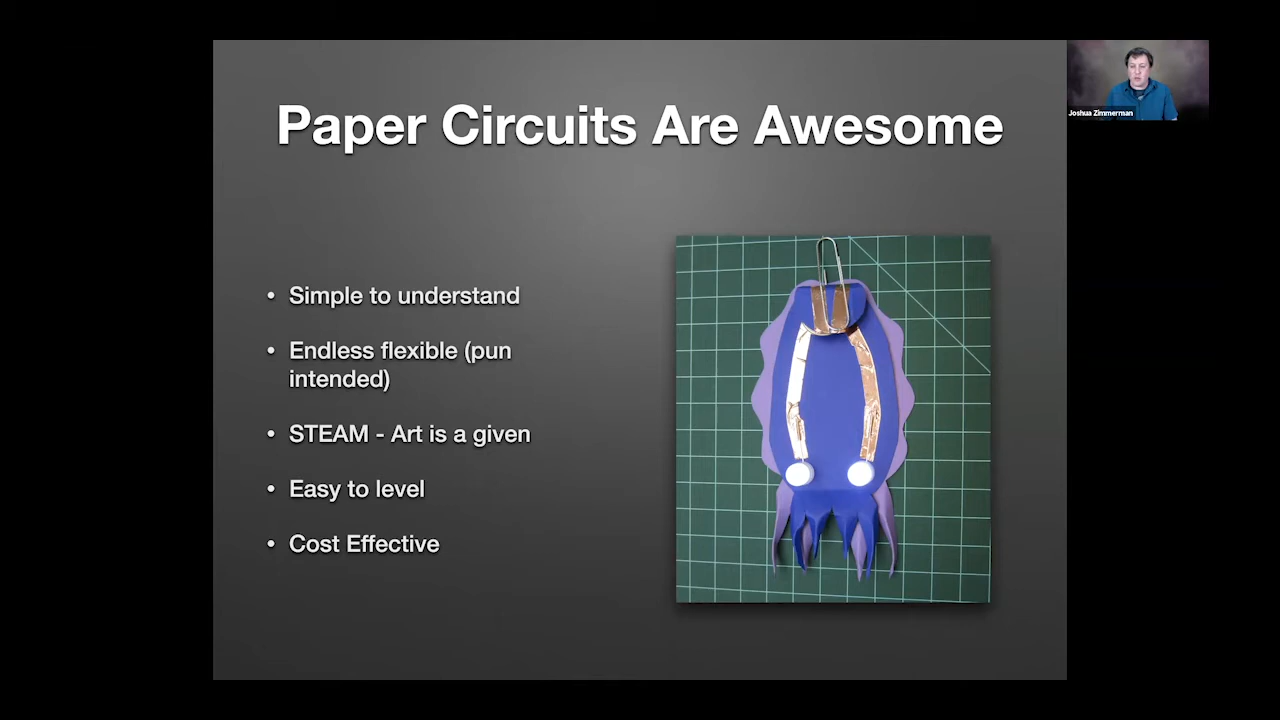 Paper Circuits Are Awesome
Joshua Zimmerman
• Simple to understand
• Endless flexible (pun
intended)
• STEAM - Art is a given
• Easy to level
• Cost Effective